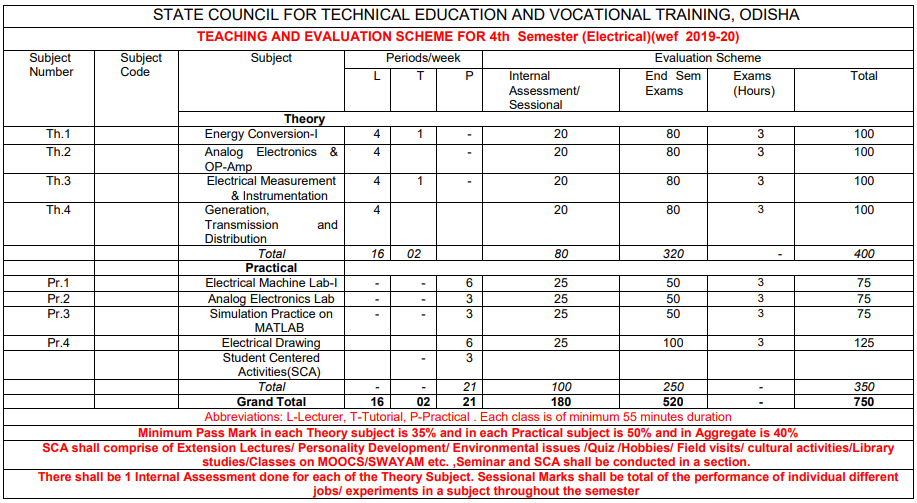 STATE COUNCIL FOR TECHNICAL EDUCATION AND VOCATIONAL TRAINING, ODISHA
TEACHING AND EVALUATION SCHEME FOR 4th Semester (Electrical)(wef 2019-20)
Subject Subject Subject Periods/week Evaluation Scheme
Number Code
L T P Internal End Sem Exams Total
Assessment/ Exams (Hours)
Sessional
Theory
Th.1 Energy Conversion-I 4 1 - 20 80 3 100
Th.2 Analog Electronics & 4 - 20 80 3 100
OP-Amp
Th.3 Electrical Measurement 4 1 - 20 80 3 100
& Instrumentation
Th.4 Generation, 4 20 80 3 100
Transmission and
Distribution
Total 16 02 80 320 - 400
Practical
Pr.1 Electrical Machine Lab-I - - 6 25 50 3 75
Pr.2 Analog Electronics Lab - - 3 25 50 3 75
Pr.3 Simulation Practice on - - 3 25 50 3 75
MATLAB
Pr.4 Electrical Drawing 6 25 100 3 125
Student Centered - 3
Activities(SCA)
Total - - 21 100 250 - 350
Grand Total 16 02 21 180 520 - 750
Abbreviations: L-Lecturer, T-Tutorial, P-Practical . Each class is of minimum 55 minutes duration
Minimum Pass Mark in each Theory subject is 35% and in each Practical subject is 50% and in Aggregate is 40%
SCA shall comprise of Extension Lectures/ Personality Development/ Environmental issues /Quiz /Hobbies/ Field visits/ cultural activities/Library
studies/Classes on MOOCS/SWAYAM etc. ,Seminar and SCA shall be conducted in a section.
There shall be 1 Internal Assessment done for each of the Theory Subject. Sessional Marks shall be total of the performance of individual different
jobs/ experiments in a subject throughout the semester